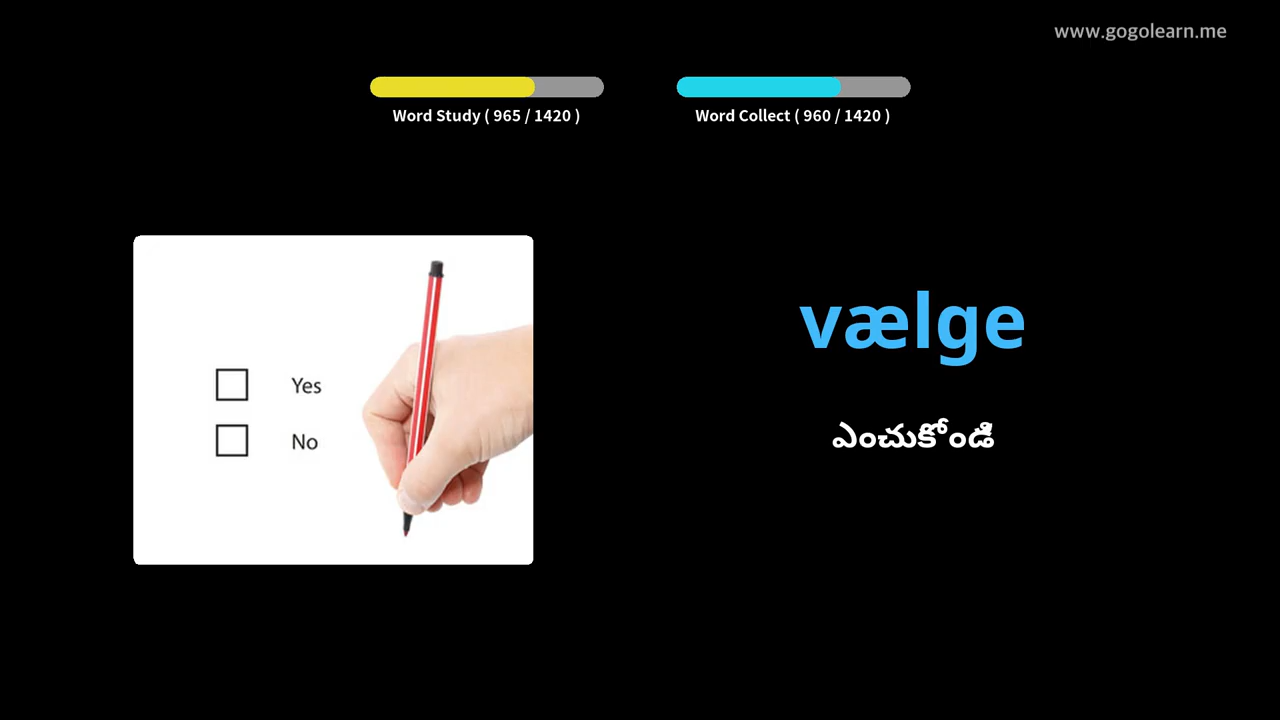 www.gogolearn.me
Word Study ( 965 / 1420 )
Word Collect ( 960 / 1420 )
Yes
No
vælge
ఎంచుకోండి